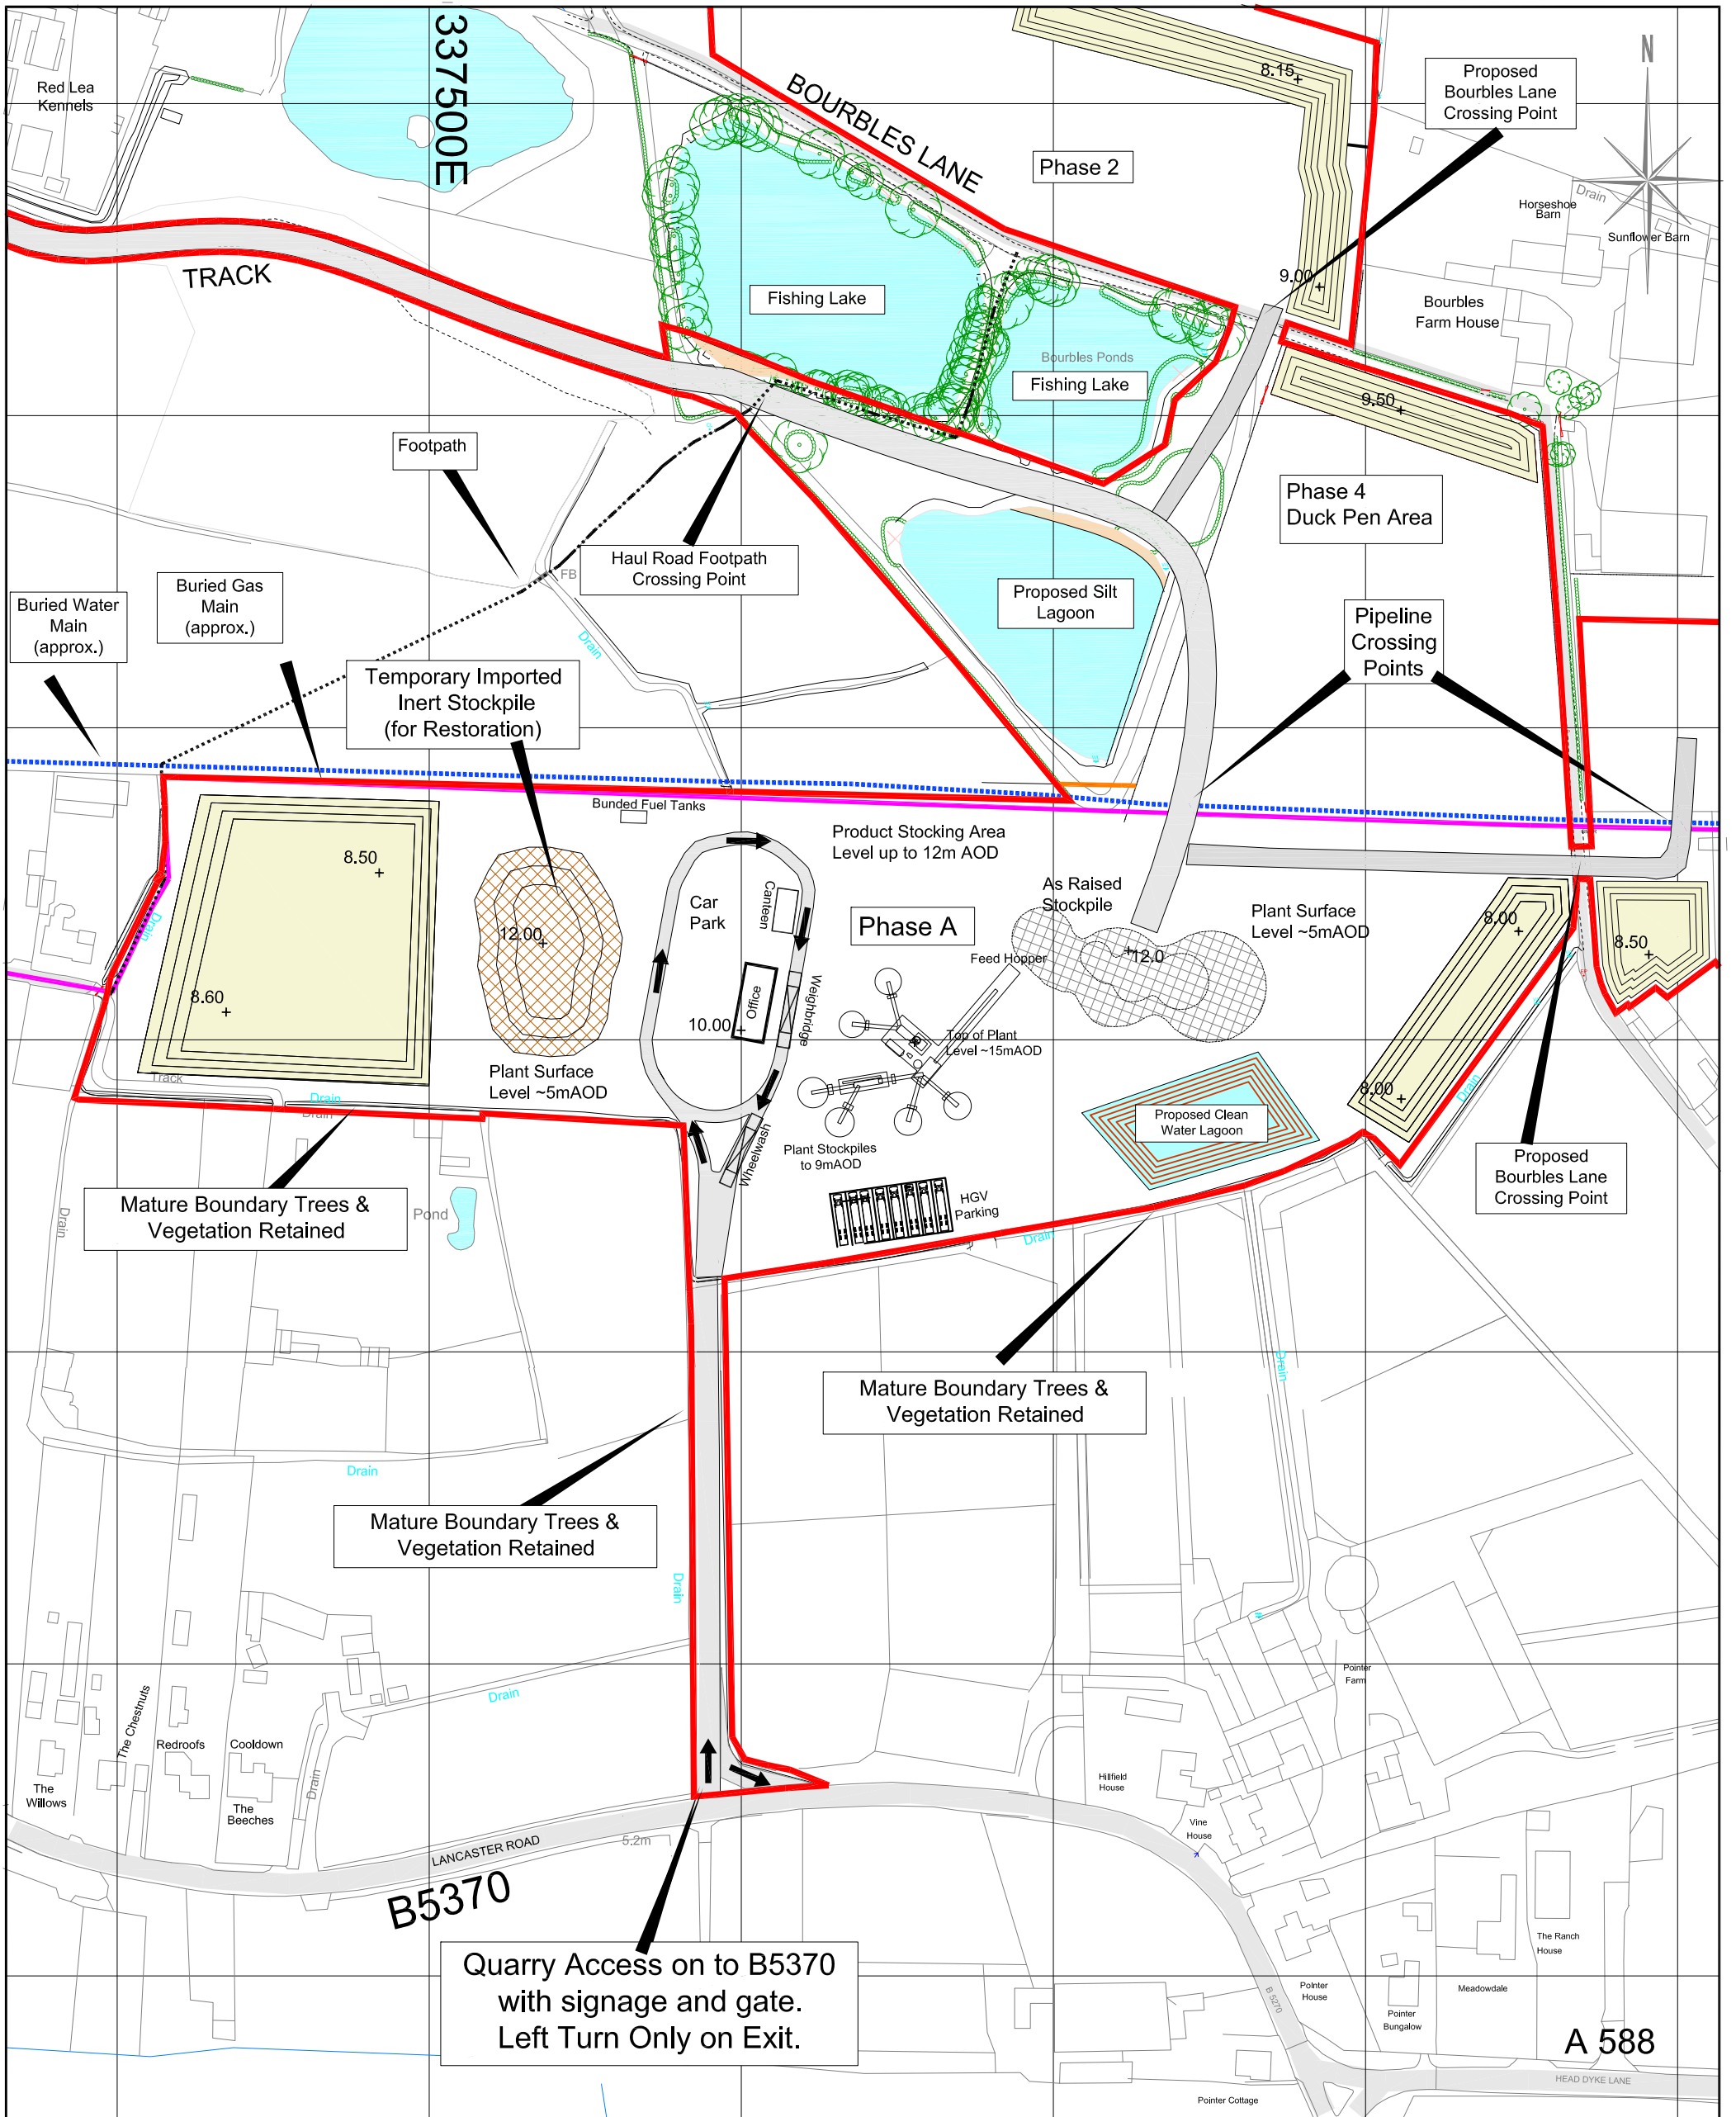 337500E
N
Red Lea
Kennels
BOURBLES LANE
8.15
Proposed
Bourbles Lane
Crossing Point
Phase 2
Drain
Horseshoe
Barn
Sunflower Barn
TRACK
9.00
Fishing Lake
Bourbles
Farm House
Bourbles Ponds
Fishing Lake
9.50
Footpath
Phase 4
Duck Pen Area
Haul Road Footpath
Crossing Point
FB
Buried Gas
Main
(approx.)
Buried Water
Main
(approx.)
Proposed Silt
Lagoon
Pipeline
Crossing
Points
Drain
Temporary Imported
Inert Stockpile
(for Restoration)
Bunded Fuel Tanks
Product Stocking Area
Level up to 12m AOD
8.50
Car
Park
Canteen
As Raised
Stockpile
Phase A
Plant Surface
Level ~5mAOD
8.00
8.50
Drain
12.00
12.0
Feed Hopper
8.60
Office
Weighbridge
10.00
Top of Plant
Level ~15mAOD
Plant Surface
Level ~5mAOD
Track
Drain
Drain
8.00
Drain
Proposed Clean
Water Lagoon
Wheelwash
Plant Stockpiles
to 9mAOD
Proposed
Bourbles Lane
Crossing Point
Mature Boundary Trees &
Vegetation Retained
Pond
Drain
HGV
Parking
Drain
Drain
Mature Boundary Trees &
Vegetation Retained
Drain
Mature Boundary Trees &
Vegetation Retained
Drain
Drain
Pointer
Farm
The Chestnuts
Redroofs
Cooldown
The
Willows
The
Beeches
Drain
Hillfield
House
Vine
House
LANCASTER ROAD
5.2m
B5370
Quarry Access on to B5370
with signage and gate.
Left Turn Only on Exit.
The Ranch
House
Pointer
House
Meadowdale
B 5270
Pointer
Bungalow
A 588
HEAD DYKE LANE
Pointer Cottage